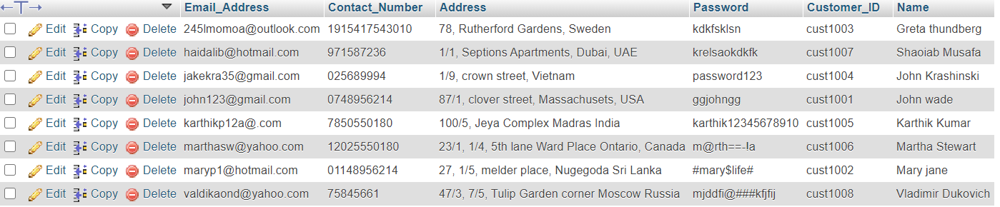 ←T→ Email_Address Contact_Number Address Password Customer_ID Name
Edit Copy Delete 245lmomoa@outlook.com 1915417543010 78, Rutherford Gardens, Sweden kdkfsklsn cust1003 Greta thundberg
Edit Copy Delete haidalib@hotmail.com 971587236 1/1, Septions Apartments, Dubai, UAE krelsaokdkfk cust1007 Shaoiab Musafa
Edit Copy Delete jakekra35@gmail.com 025689994 1/9, crown street, Vietnam password123 cust1004 John Krashinski
Edit Copy Delete john123@gmail.com 0748956214 87/1, clover street, Massachusets, USA ggjohngg cust1001 John wade
Edit Copy Delete karthikp12a@.com 7850550180 100/5, Jeya Complex Madras India karthik12345678910 cust1005 Karthik Kumar
Edit Copy Delete marthasw@yahoo.com 12025550180 23/1, 1/4, 5th lane Ward Place Ontario, Canada m@rth==-!a cust1006 Martha Stewart
Edit Copy Delete maryp1@hotmail.com 01148956214 27, 1/5, melder place, Nugegoda Sri Lanka #mary$life# cust1002 Mary jane
Edit Copy Delete valdikaond@yahoo.com 75845661 47/3, 7/5, Tulip Garden corner Moscow Russia mjddfi@###kfjfij cust1008 Vladimir Dukovich